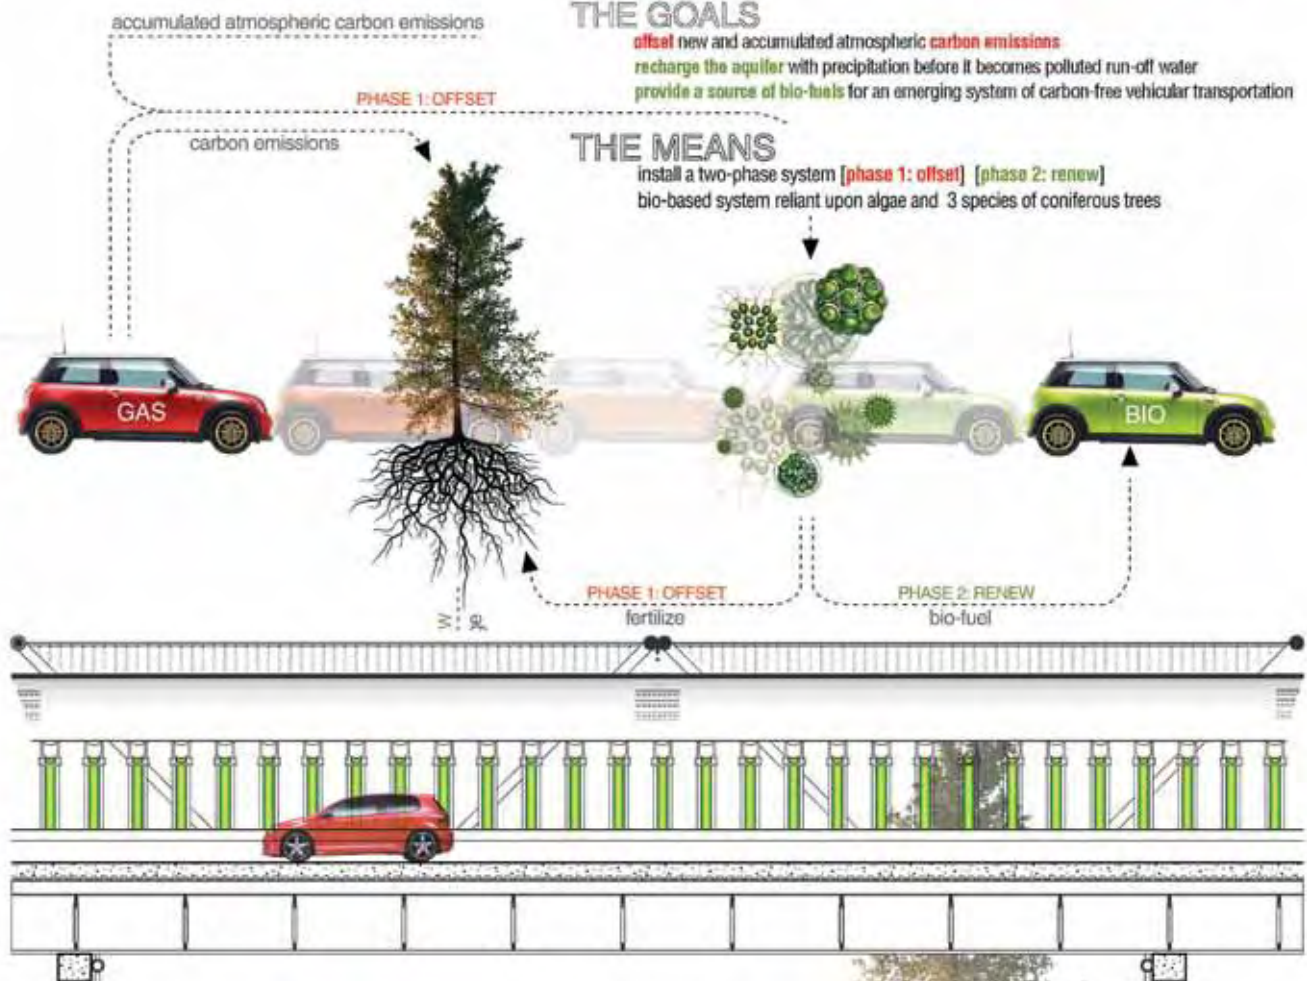 THE GOALS
accumulated atmospheric carbon emissions
offset new and accumulated atmospheric carbon emissions
recharge the aquifer with precipitation before it becomes polluted run-off water
provide a source of bio-fuels for an emerging system of carbon-free vehicular transportation
PHASE 1: OFFSET
carbon emissions
THE MEANS
install a two-phase system [phase 1: offset] [phase 2: renew]
bio-based system reliant upon algae and 3 species of coniferous trees
GAS
BIO
PHASE 1: OFFSET
fertilize
PHASE 2: RENEW
bio-fuel